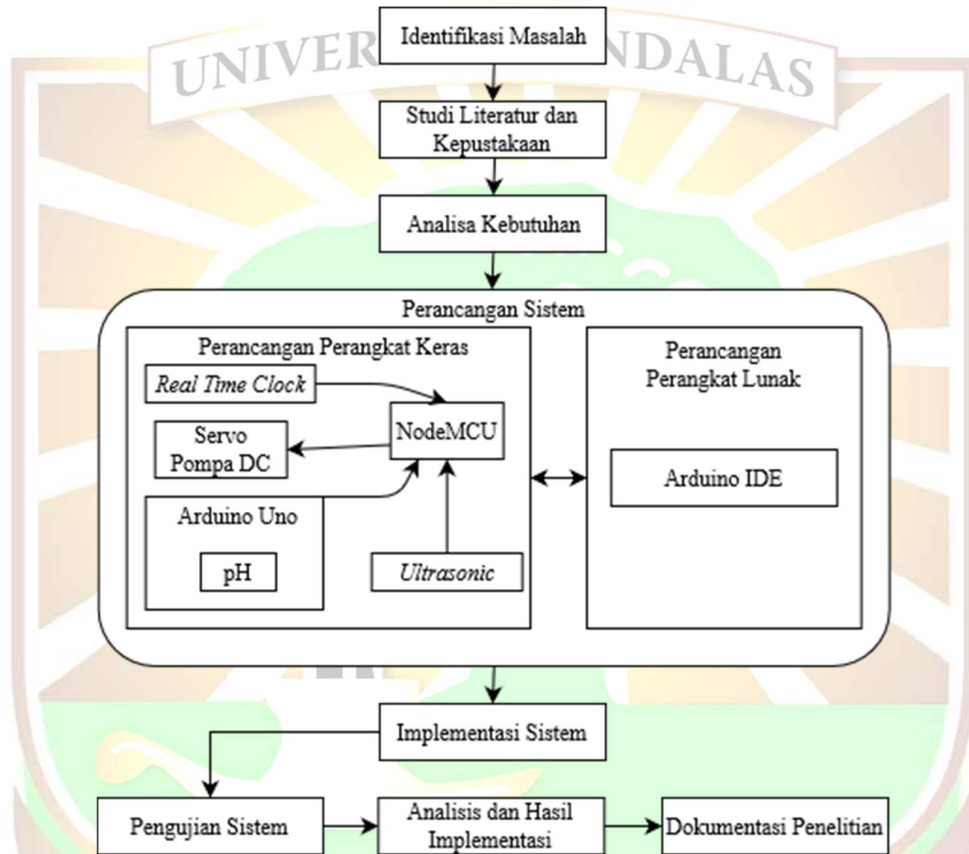 UNIVER
NDALAS
Identifikasi Masalah
Studi Literatur dan
Kepustakaan
Analisa Kebutuhan
Perancangan Sistem
Perancangan Perangkat Keras
Real Time Clock
NodeMCU
Servo
Pompa DC
Arduino Uno
pH
Ultrasonic
Perancangan
Perangkat Lunak
Arduino IDE
Implementasi Sistem
Pengujian Sistem
Analisis dan Hasil
Implementasi
Dokumentasi Penelitian